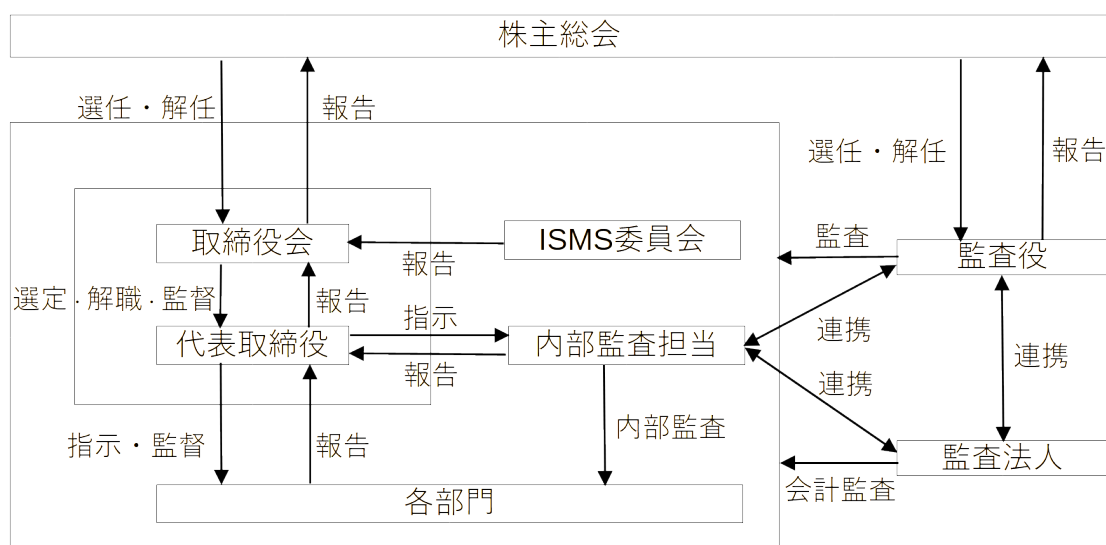 株主総会
選任・解任
報告
選任・解任
報告
取締役会
ISMS委員会
報告
監査
監査役
選定・解職・監督
報告
指示
連携
代表取締役
内部監査担当
報告
連携
連携
指示・監督
報告
内部監査
監査法人
会計監査
各部門